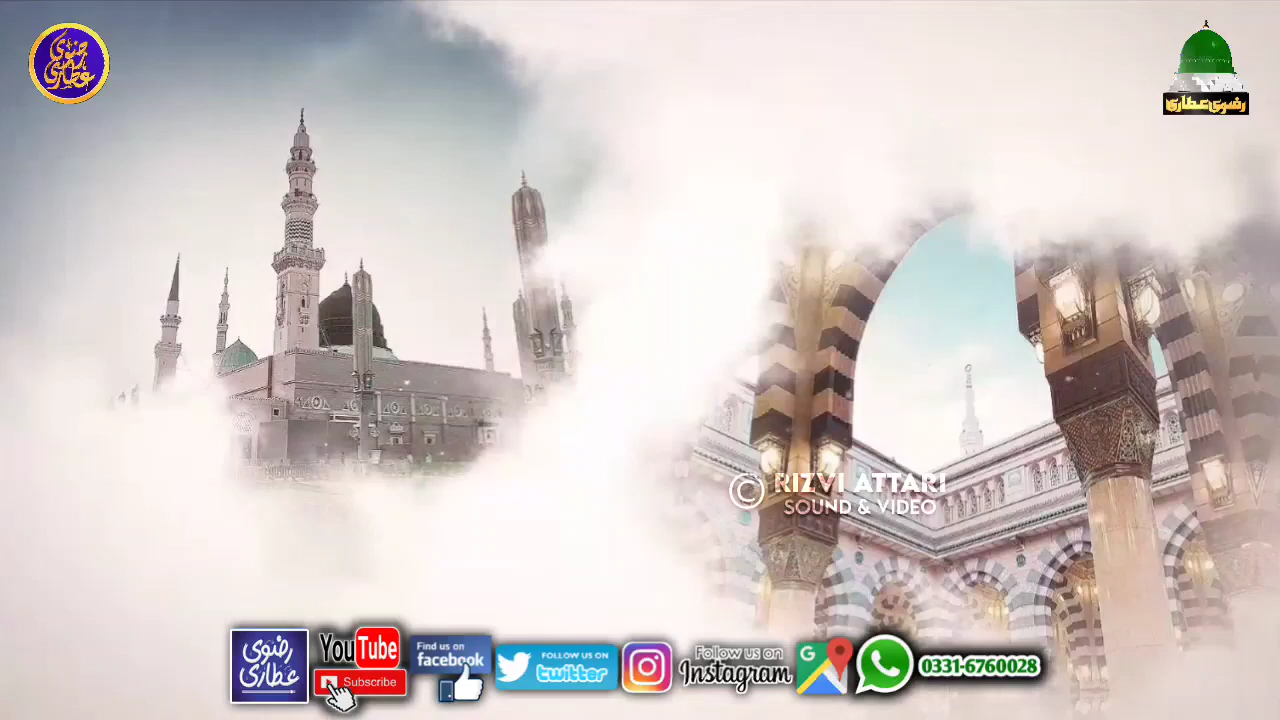 رضوی عطاری
رضوی عطاری
© RIZVI ATTARI
SOUND & VIDEO
رضوی
عطاری
YouTube
Subscribe
Find us on
facebook
FOLLOW US ON
twitter
Follow us on
Instagram
G
0331-6760028